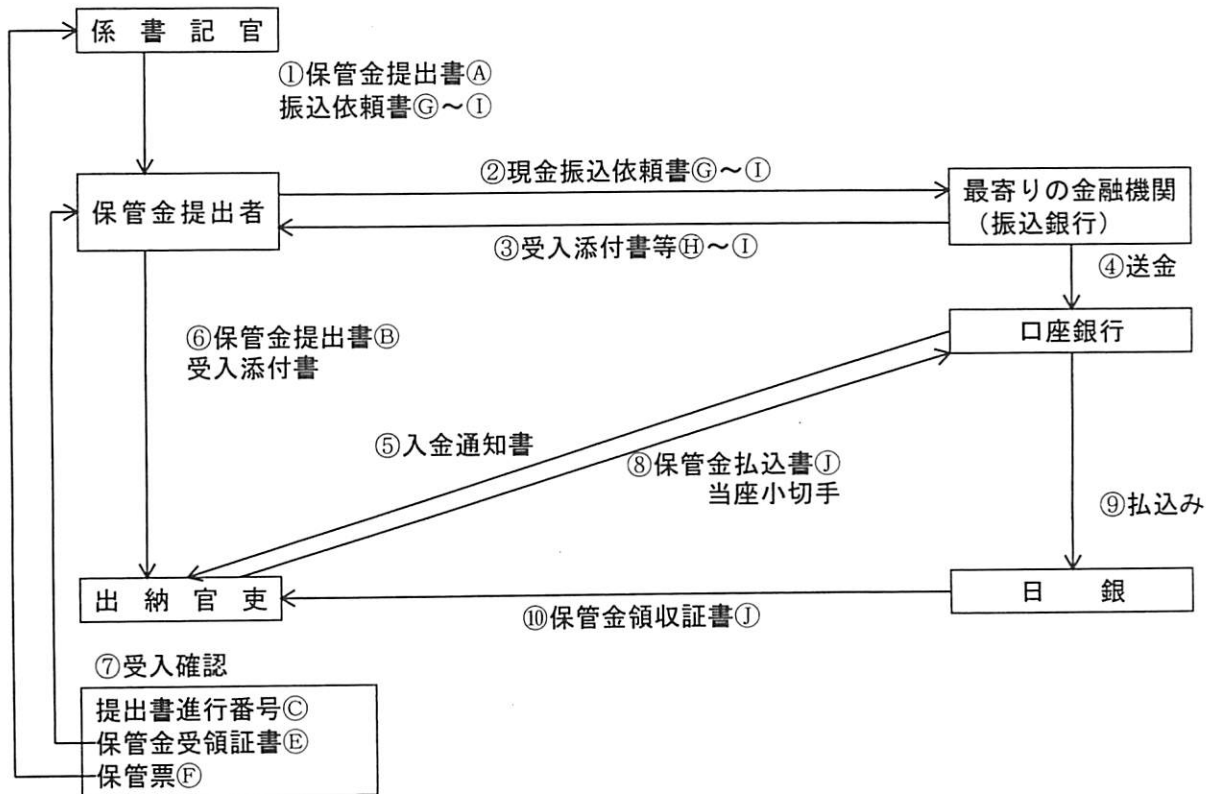 係書記官
①保管金提出書Ⓐ
振込依頼書Ⓖ~Ⓘ
②現金振込依頼書Ⓖ~Ⓘ
保管金提出者
最寄りの金融機関
(振込銀行)
③受入添付書等Ⓗ~Ⓘ
④送金
⑥保管金提出書Ⓑ
受入添付書
口座銀行
⑤入金通知書
⑧保管金払込書Ⓙ
当座小切手
⑨払込み
出納官吏
日銀
⑩保管金領収証書Ⓙ
⑦受入確認
提出書進行番号Ⓒ
保管金受領証書Ⓔ
保管票Ⓕ